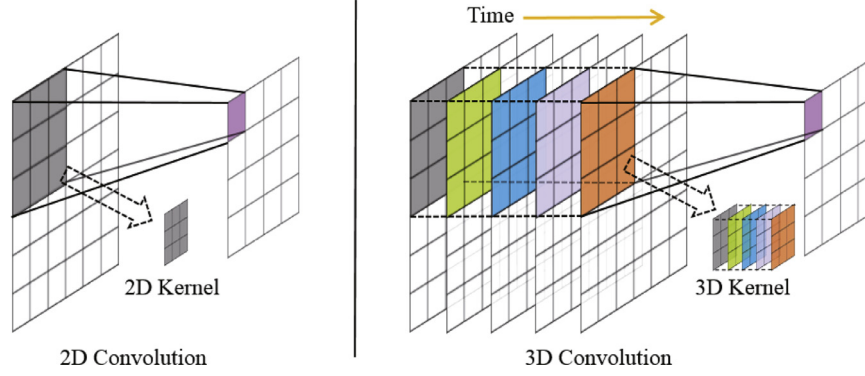 Time
2D Kernel
3D Kernel
2D Convolution
3D Convolution